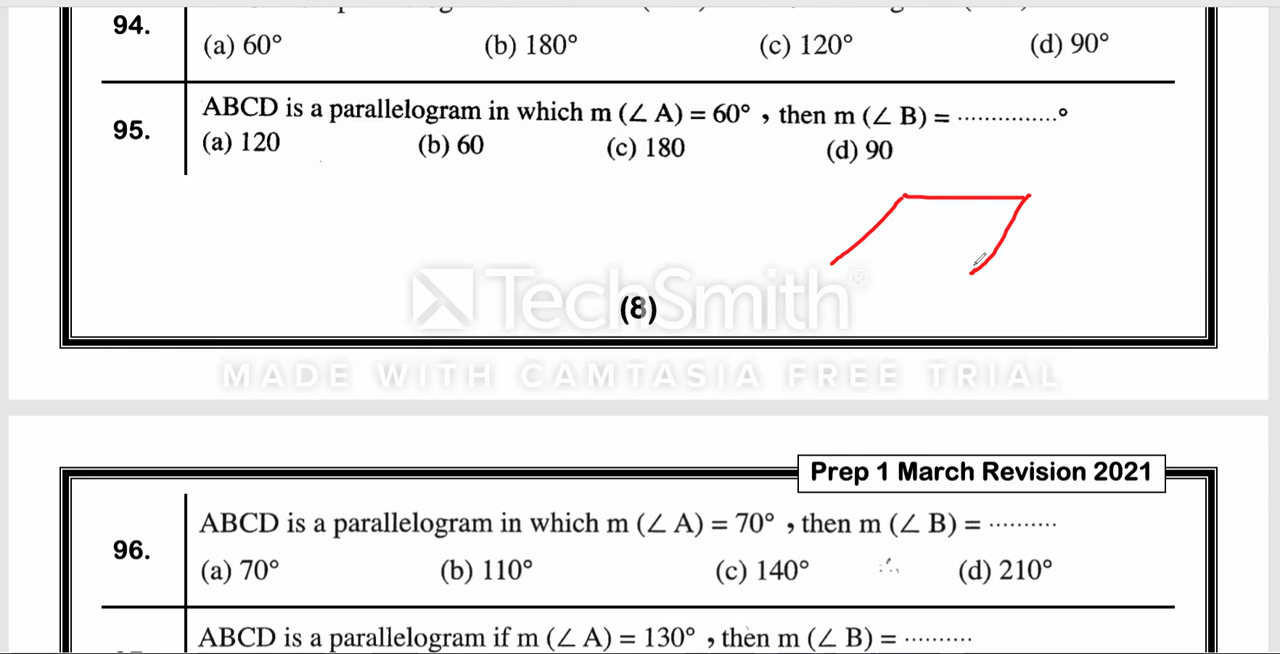 94.
(a) 60° (b) 180° (c) 120° (d) 90°
95. ABCD is a parallelogram in which m (∠ A) = 60° , then m (∠ B) = ...............°
(a) 120 (b) 60 (c) 180 (d) 90
TechSmith®
(8)
MADE WITH CAMTASIA FREE TRIAL
Prep 1 March Revision 2021
96. ABCD is a parallelogram in which m (∠ A) = 70° , then m (∠ B) = ..........
(a) 70° (b) 110° (c) 140° (d) 210°
ABCD is a parallelogram if m (∠ A) = 130° , then m (∠ B) = ..........